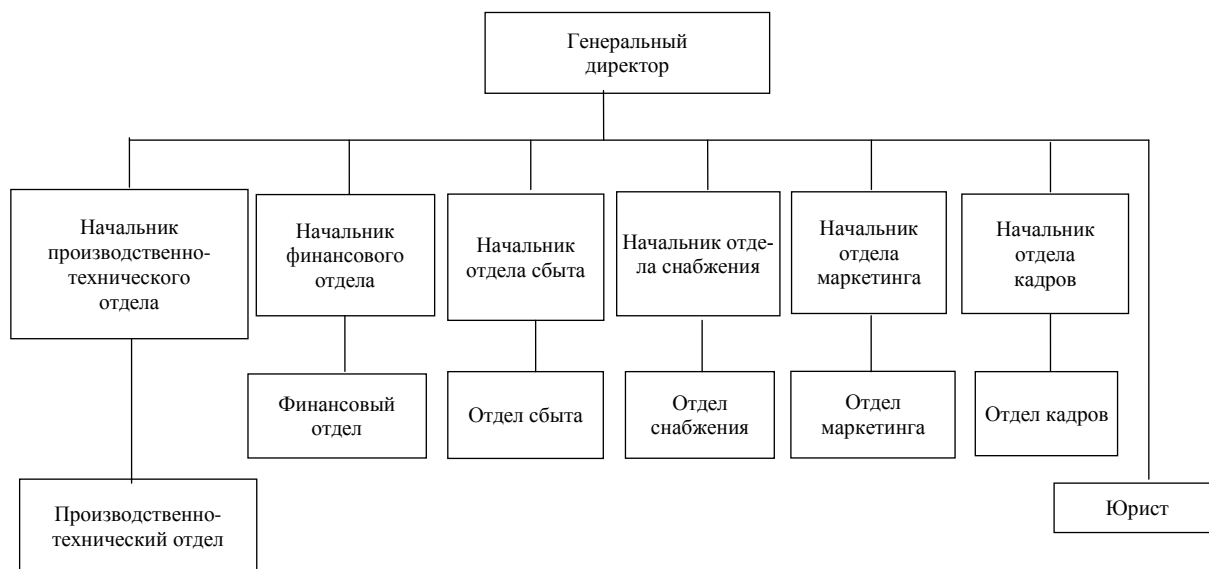 Генеральный
директор
Начальник
производственно-
технического
отдела
Начальник
финансового
отдела
Начальник
отдела сбыта
Начальник отде-
ла снабжения
Начальник
отдела
маркетинга
Начальник
отдела
кадров
Финансовый
отдел
Отдел сбыта
Отдел
снабжения
Отдел
маркетинга
Отдел кадров
Производственно-
технический отдел
Юрист